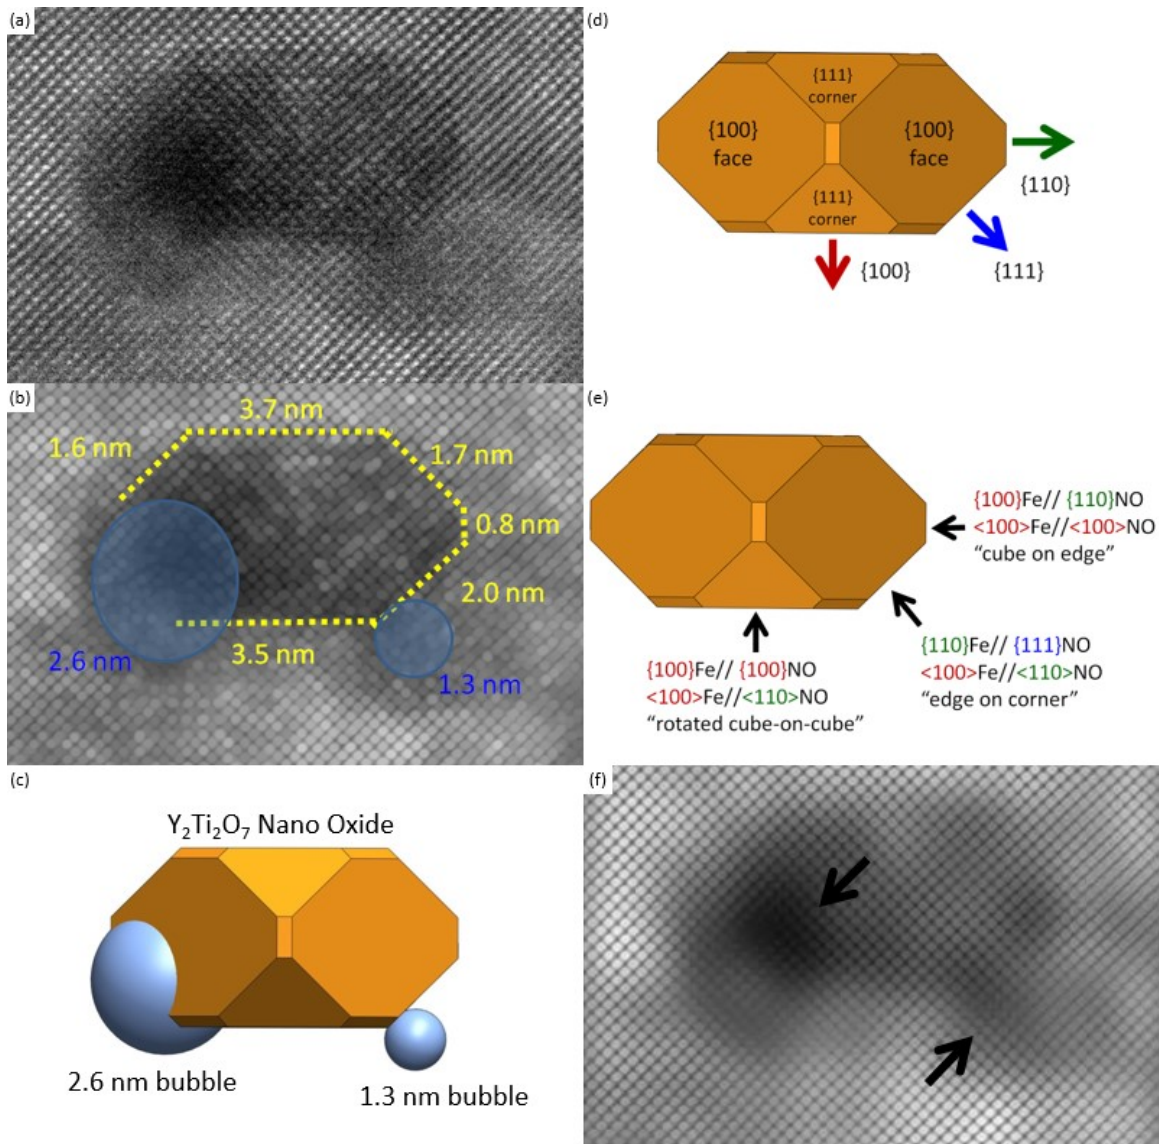 (a)
(d)
{111}
corner
{100}
face
{100}
face
{111}
corner
{110}
{100}
{111}
(b)
3.7 nm
1.6 nm
1.7 nm
0.8 nm
2.0 nm
3.5 nm
2.6 nm
1.3 nm
(e)
{100}Fe// {110}NO
<100>Fe//<100>NO
“cube on edge”
{110}Fe// {111}NO
<100>Fe//<110>NO
“edge on corner”
{100}Fe// {100}NO
<100>Fe//<110>NO
“rotated cube-on-cube”
(c)
Y₂Ti₂O₇ Nano Oxide
2.6 nm bubble
1.3 nm bubble
(f)